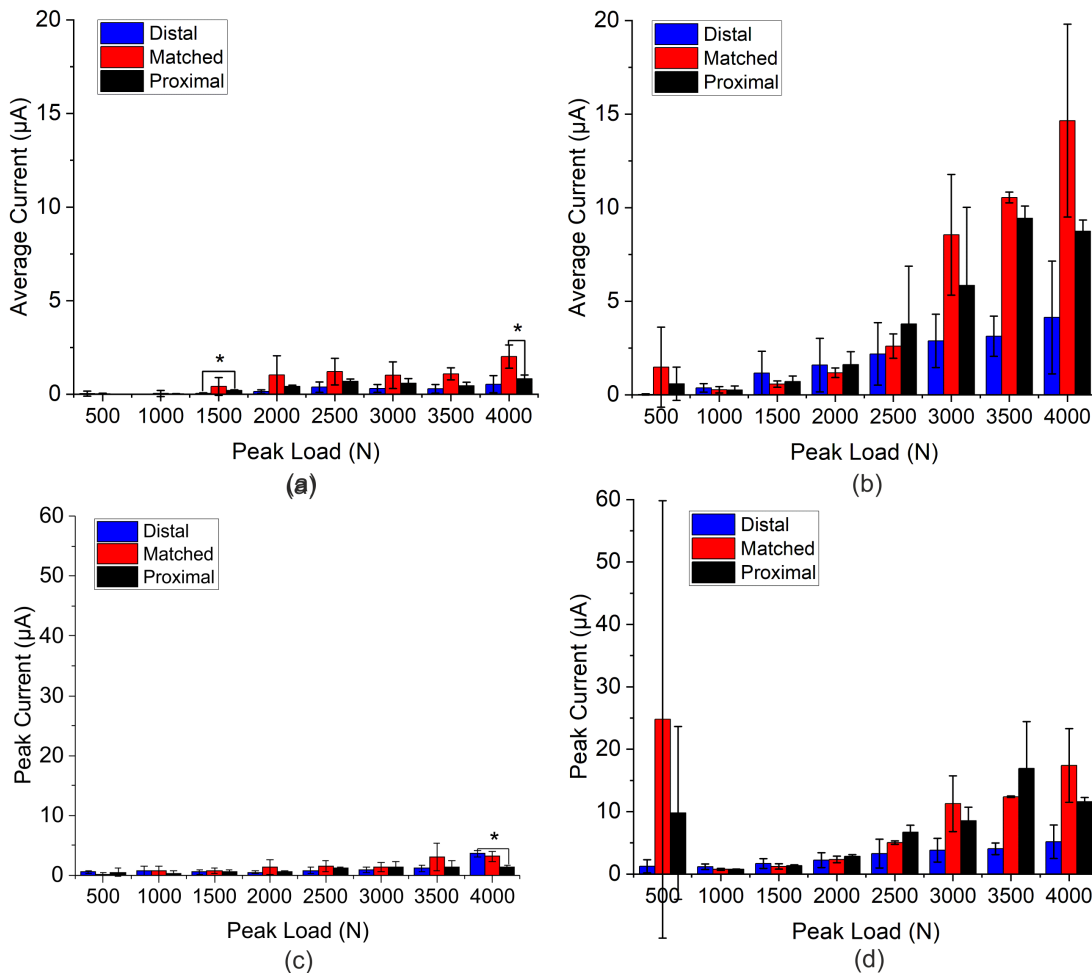 20
15
10
5
0
Average Current (µA)
Distal
Matched
Proximal
*
*
500 1000 1500 2000 2500 3000 3500 4000
Peak Load (N)
(a)
20
15
10
5
0
Average Current (µA)
Distal
Matched
Proximal
500 1000 1500 2000 2500 3000 3500 4000
Peak Load (N)
(b)
60
50
40
30
20
10
0
Peak Current (µA)
Distal
Matched
Proximal
*
500 1000 1500 2000 2500 3000 3500 4000
Peak Load (N)
(c)
60
50
40
30
20
10
0
Peak Current (µA)
Distal
Matched
Proximal
500 1000 1500 2000 2500 3000 3500 4000
Peak Load (N)
(d)